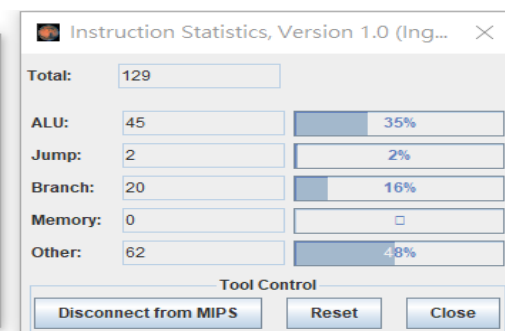 Instruction Statistics, Version 1.0 (Ing...
Total: 129
ALU: 45 35%
Jump: 2 2%
Branch: 20 16%
Memory: 0
Other: 62 48%
Tool Control
Disconnect from MIPS Reset Close